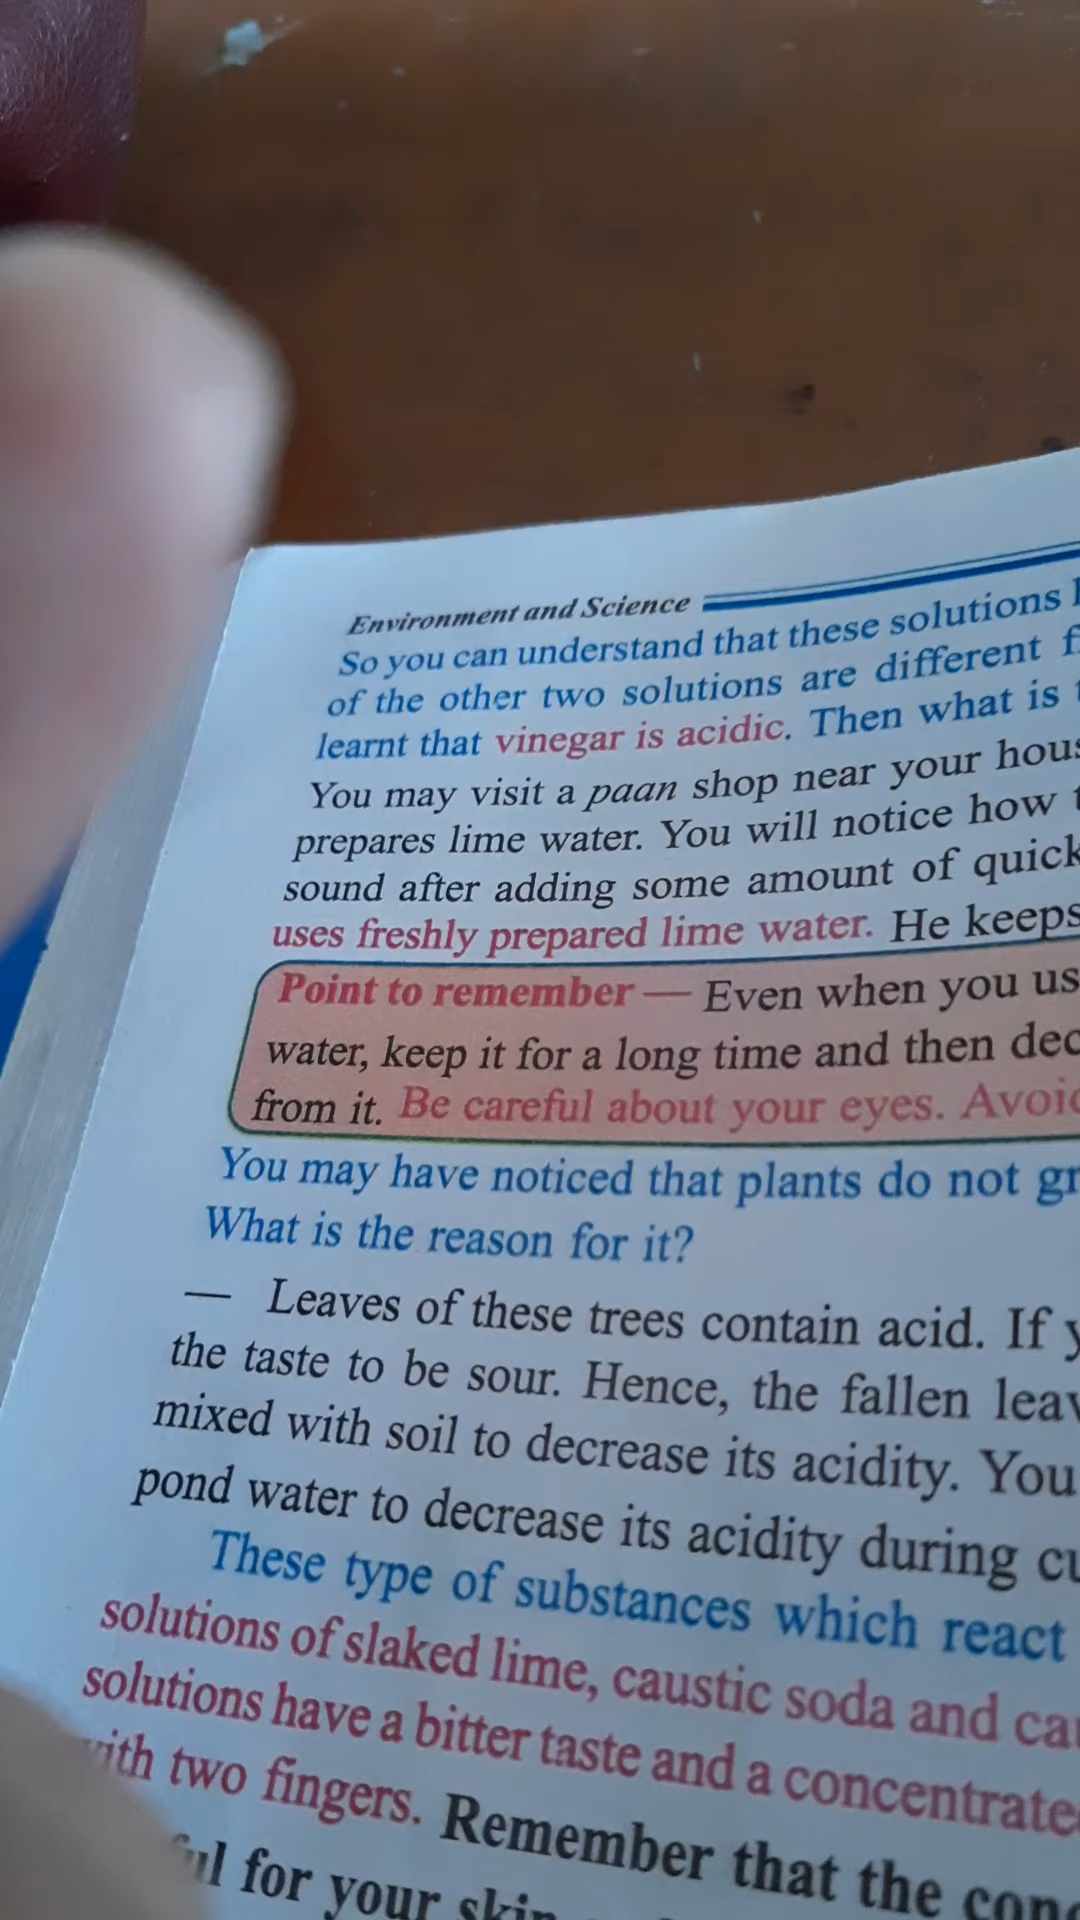 Environment and Science
So you can understand that these solutions
of the other two solutions are different
learnt that vinegar is acidic. Then what is
You may visit a paan shop near your
prepares lime water. You will notice how
sound after adding some amount of
uses freshly prepared lime water. He keeps
Point to remember — Even when you
water, keep it for a long time and then
from it. Be careful about your eyes.
You may have noticed that plants do not
What is the reason for it?
— Leaves of these trees contain acid. If
the taste to be sour. Hence, the fallen
mixed with soil to decrease its acidity. You
pond water to decrease its acidity during
These type of substances which react
solutions of slaked lime, caustic soda and
solutions have a bitter taste and a
with two fingers. Remember that the
for your skin